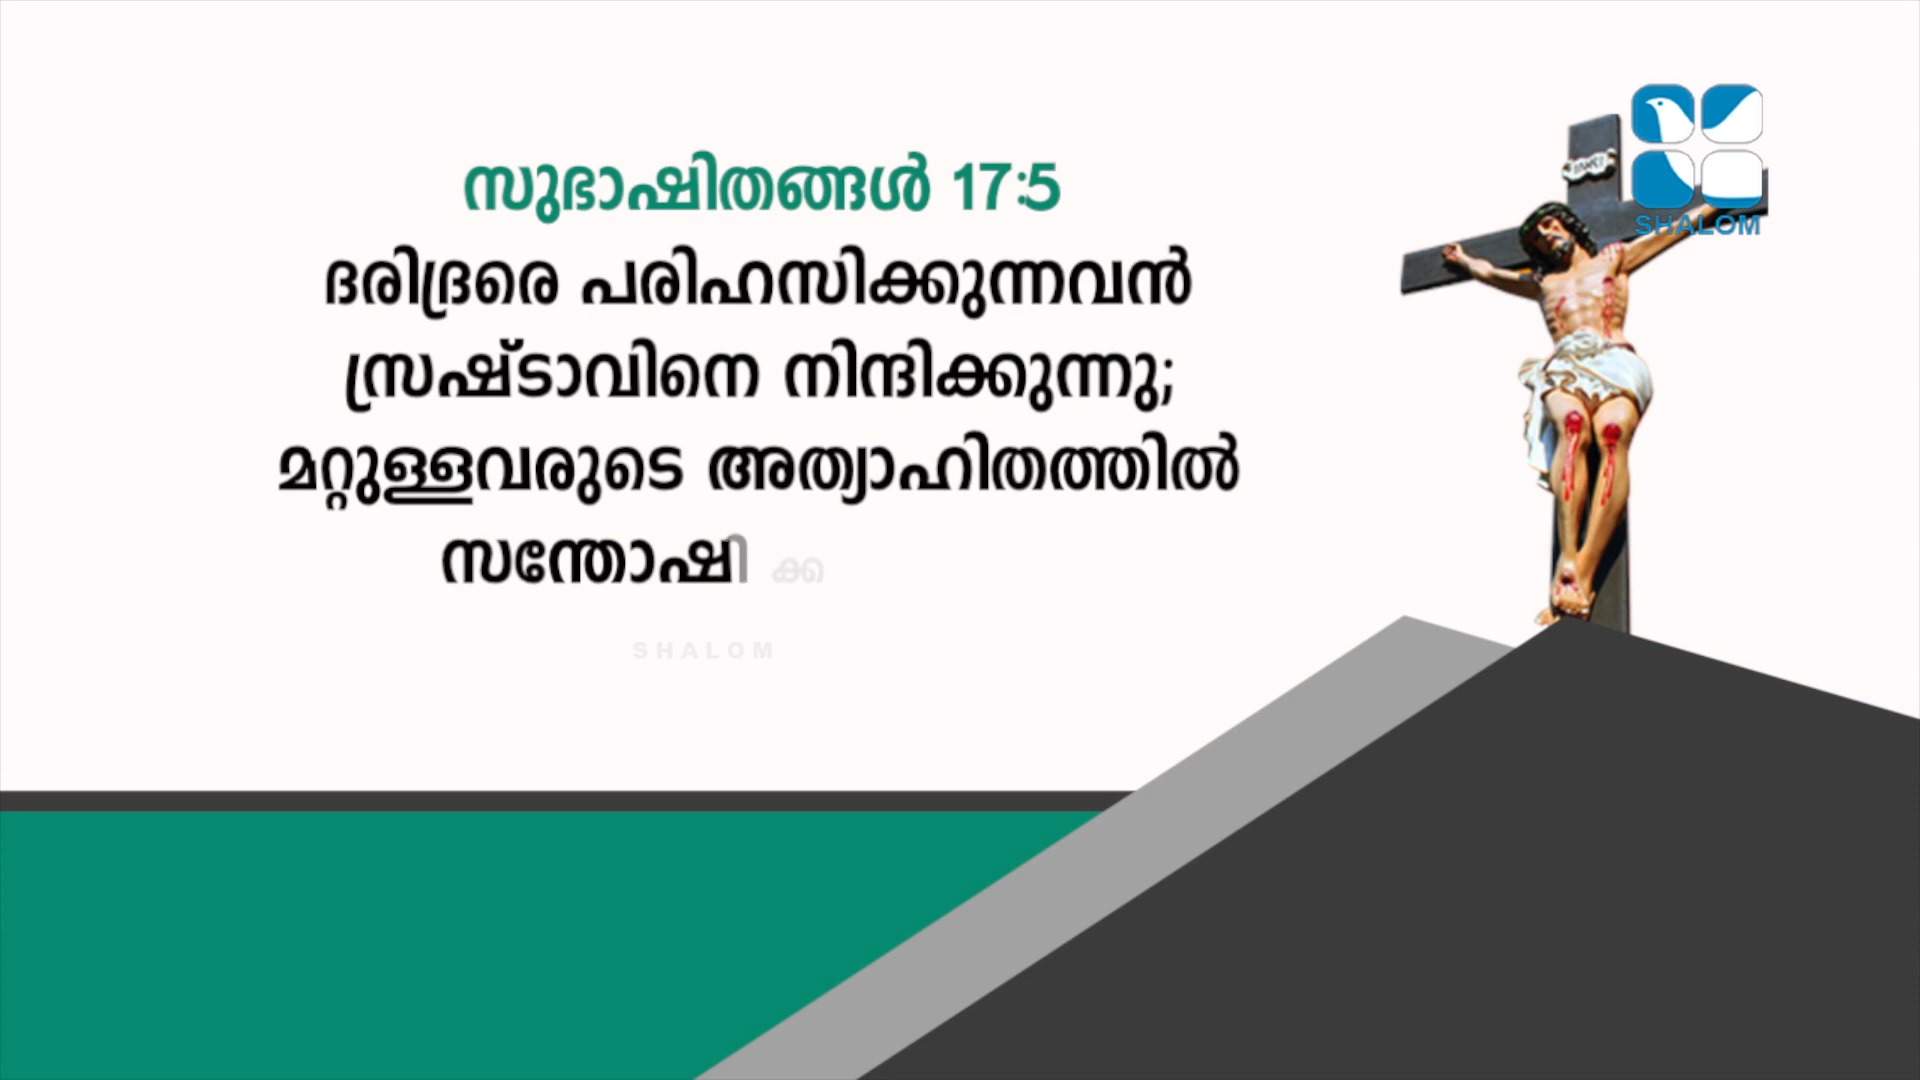 സുഭാഷിതങ്ങൾ 17:5
ദരിദ്രരെ പരിഹസിക്കുന്നവൻ
സ്രഷ്ടാവിനെ നിന്ദിക്കുന്നു;
മറ്റുള്ളവരുടെ അത്യാഹിതത്തിൽ
സന്തോഷി ക്ക
SHALOM
SHALOM